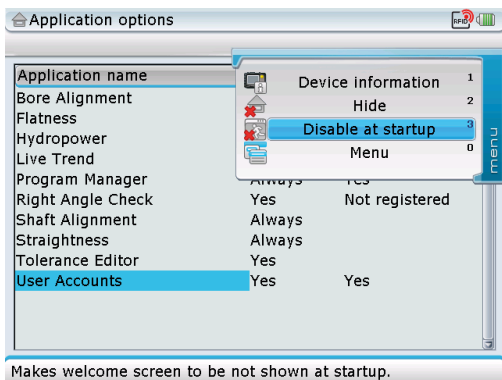 Application options
RFID
Application name
Device information 1
Hide 2
Disable at startup 3
Menu 0
menu
Bore Alignment
Flatness
Hydropower
Live Trend
Program Manager Always Yes
Right Angle Check Yes Not registered
Shaft Alignment Always
Straightness Always
Tolerance Editor Yes
User Accounts Yes Yes
Makes welcome screen to be not shown at startup.